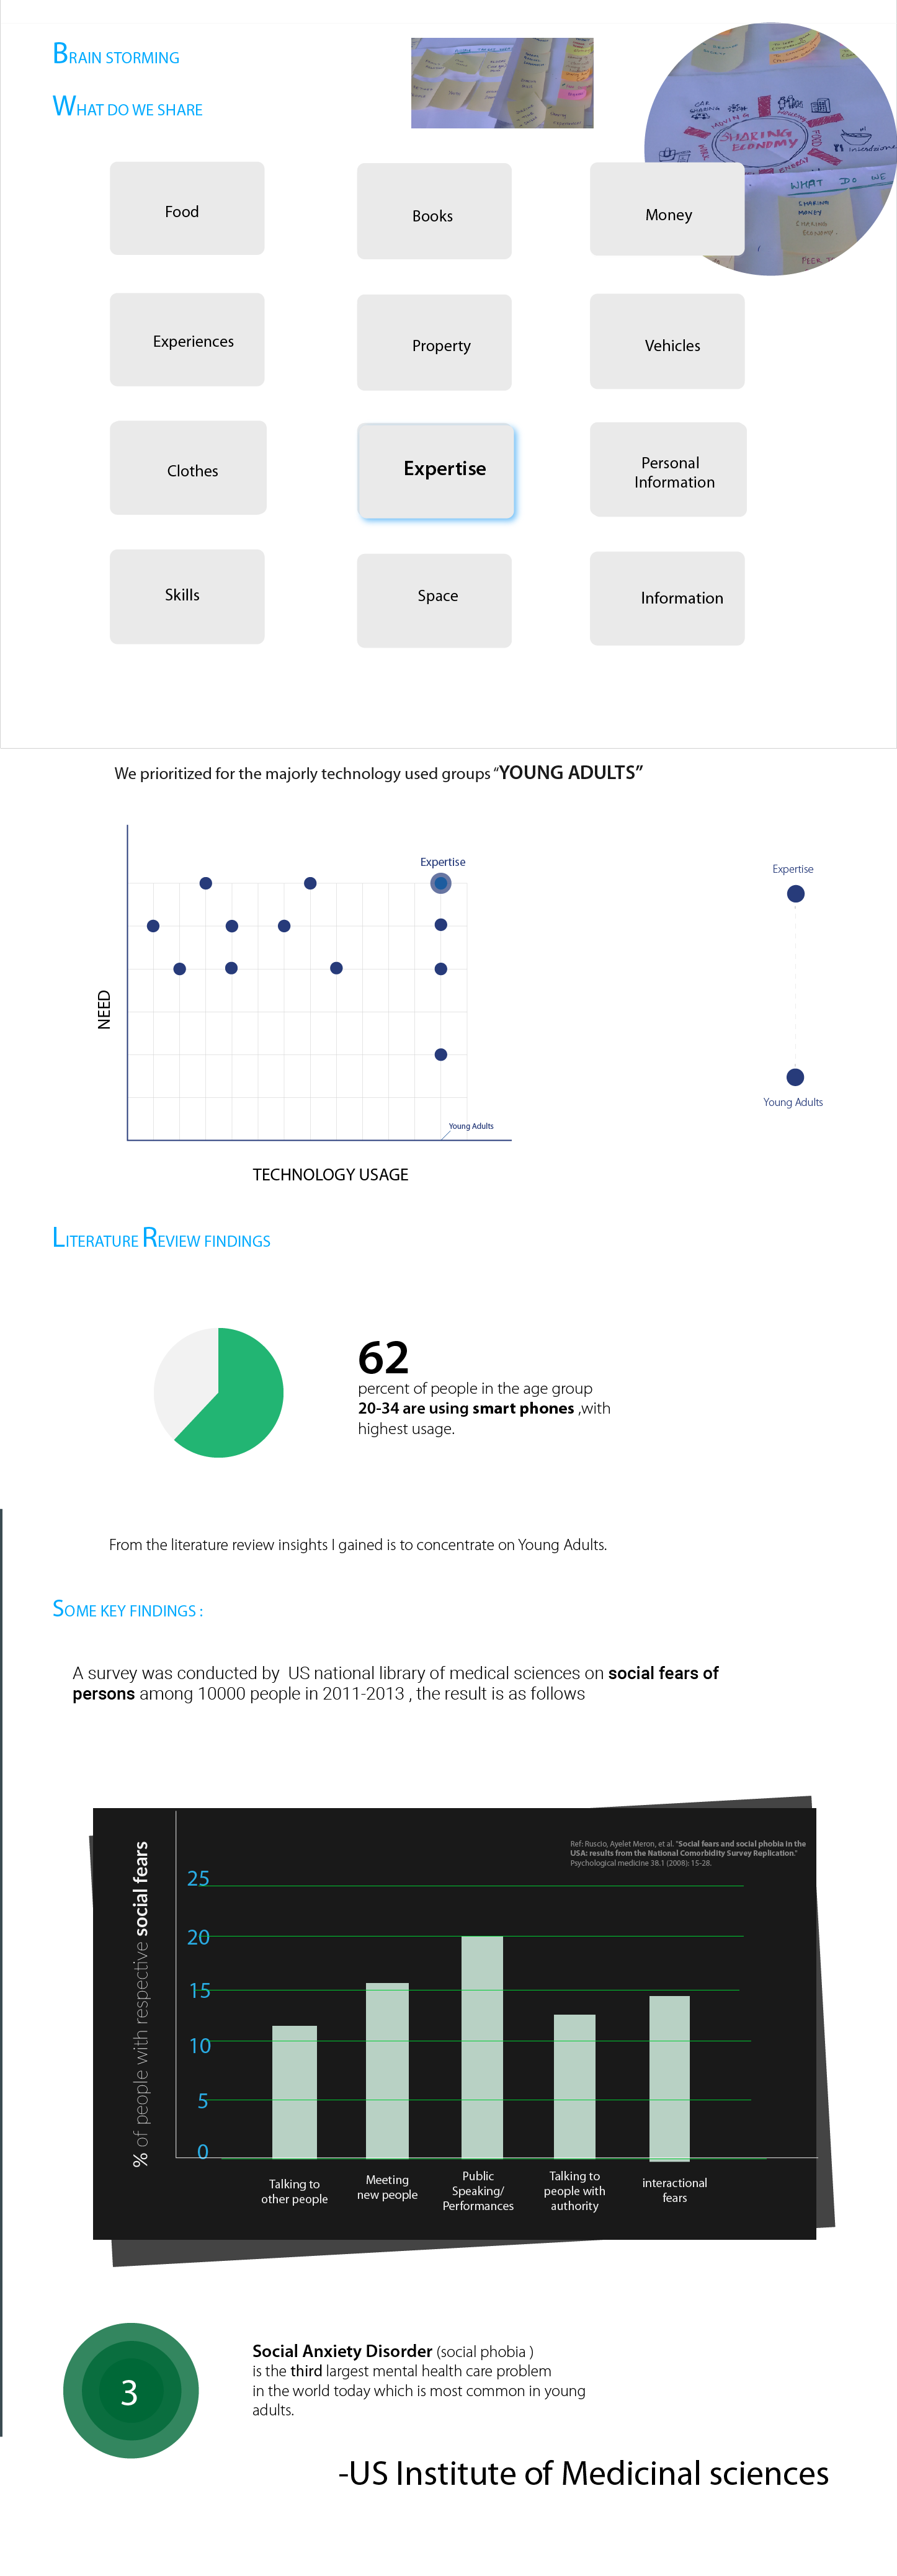 BRAIN STORMING
WHAT DO WE SHARE
CAR
SHARING
MOVING
FOOD
SHARING
ECONOMY
ENERGY
WHAT DO WE
SHARING
MONEY
ECONOMY.
PEER
Food
Books
Money
Experiences
Property
Vehicles
Clothes
Expertise
Personal
Information
Skills
Space
Information
We prioritized for the majorly technology used groups “YOUNG ADULTS”
Expertise
Expertise
NEED
Young Adults
Young Adults
TECHNOLOGY USAGE
LITERATURE REVIEW FINDINGS
62
percent of people in the age group
20-34 are using smart phones ,with
highest usage.
From the literature review insights I gained is to concentrate on Young Adults.
SOME KEY FINDINGS :
A survey was conducted by US national library of medical sciences on social fears of
persons among 10000 people in 2011-2013 , the result is as follows
Ref: Ruscio, Ayelet Meron, et al. "Social fears and social phobia in the
USA: results from the National Comorbidity Survey Replication."
Psychological medicine 38.1 (2008): 15-28.
% of people with respective social fears
25
20
15
10
5
0
Talking to
other people
Meeting
new people
Public
Speaking/
Performances
Talking to
people with
authority
interactional
fears
3
Social Anxiety Disorder (social phobia )
is the third largest mental health care problem
in the world today which is most common in young
adults.
-US Institute of Medicinal sciences